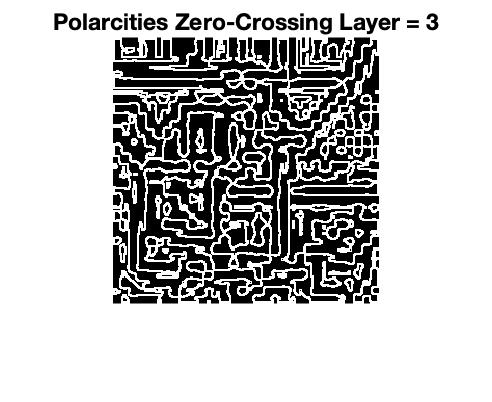 Polarcities Zero-Crossing Layer = 3